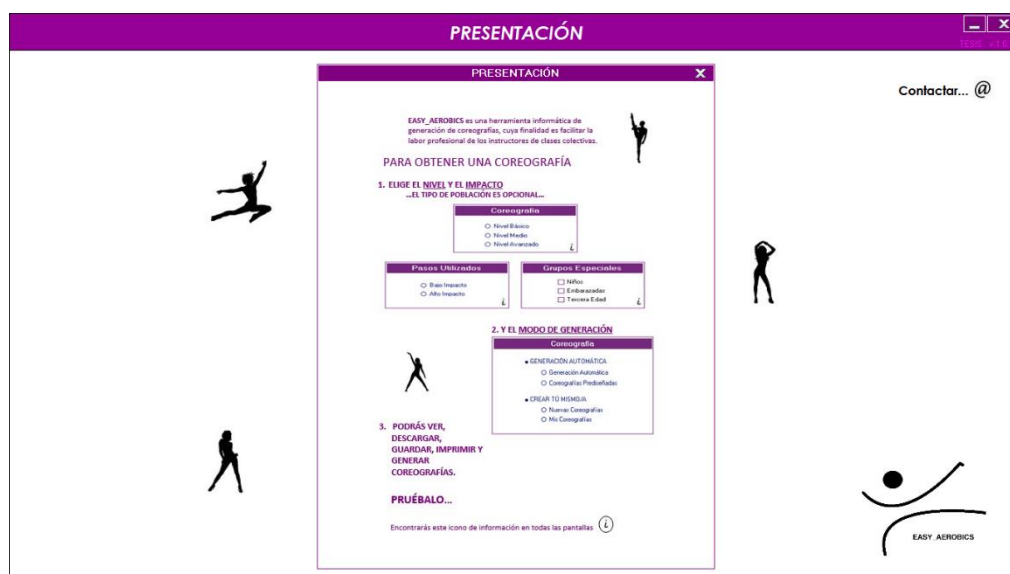 PRESENTACIÓN
TESIS v.1.0
PRESENTACIÓN
Contactar... @
EASY_AEROBICS es una herramienta informática de
generación de coreografías, cuya finalidad es facilitar la
labor profesional de los instructores de clases colectivas.
PARA OBTENER UNA COREOGRAFÍA
1. ELIGE EL NIVEL Y EL IMPACTO
...EL TIPO DE POBLACIÓN ES OPCIONAL...
Coreografía
Nivel Básico
Nivel Medio
Nivel Avanzado
i
Pasos Utilizados
Bajo Impacto
Alto Impacto
i
Grupos Especiales
Niños
Embarazadas
Tercera Edad
i
2. Y EL MODO DE GENERACIÓN
Coreografía
• GENERACIÓN AUTOMÁTICA
Generación Automática
Coreografías Prediseñadas
• CREAR TÚ MISMO/A
Nuevas Coreografías
Mis Coreografías
3. PODRÁS VER,
DESCARGAR,
GUARDAR, IMPRIMIR Y
GENERAR
COREOGRAFÍAS.
PRUÉBALO...
Encontrarás este icono de información en todas las pantallas i
EASY_AEROBICS